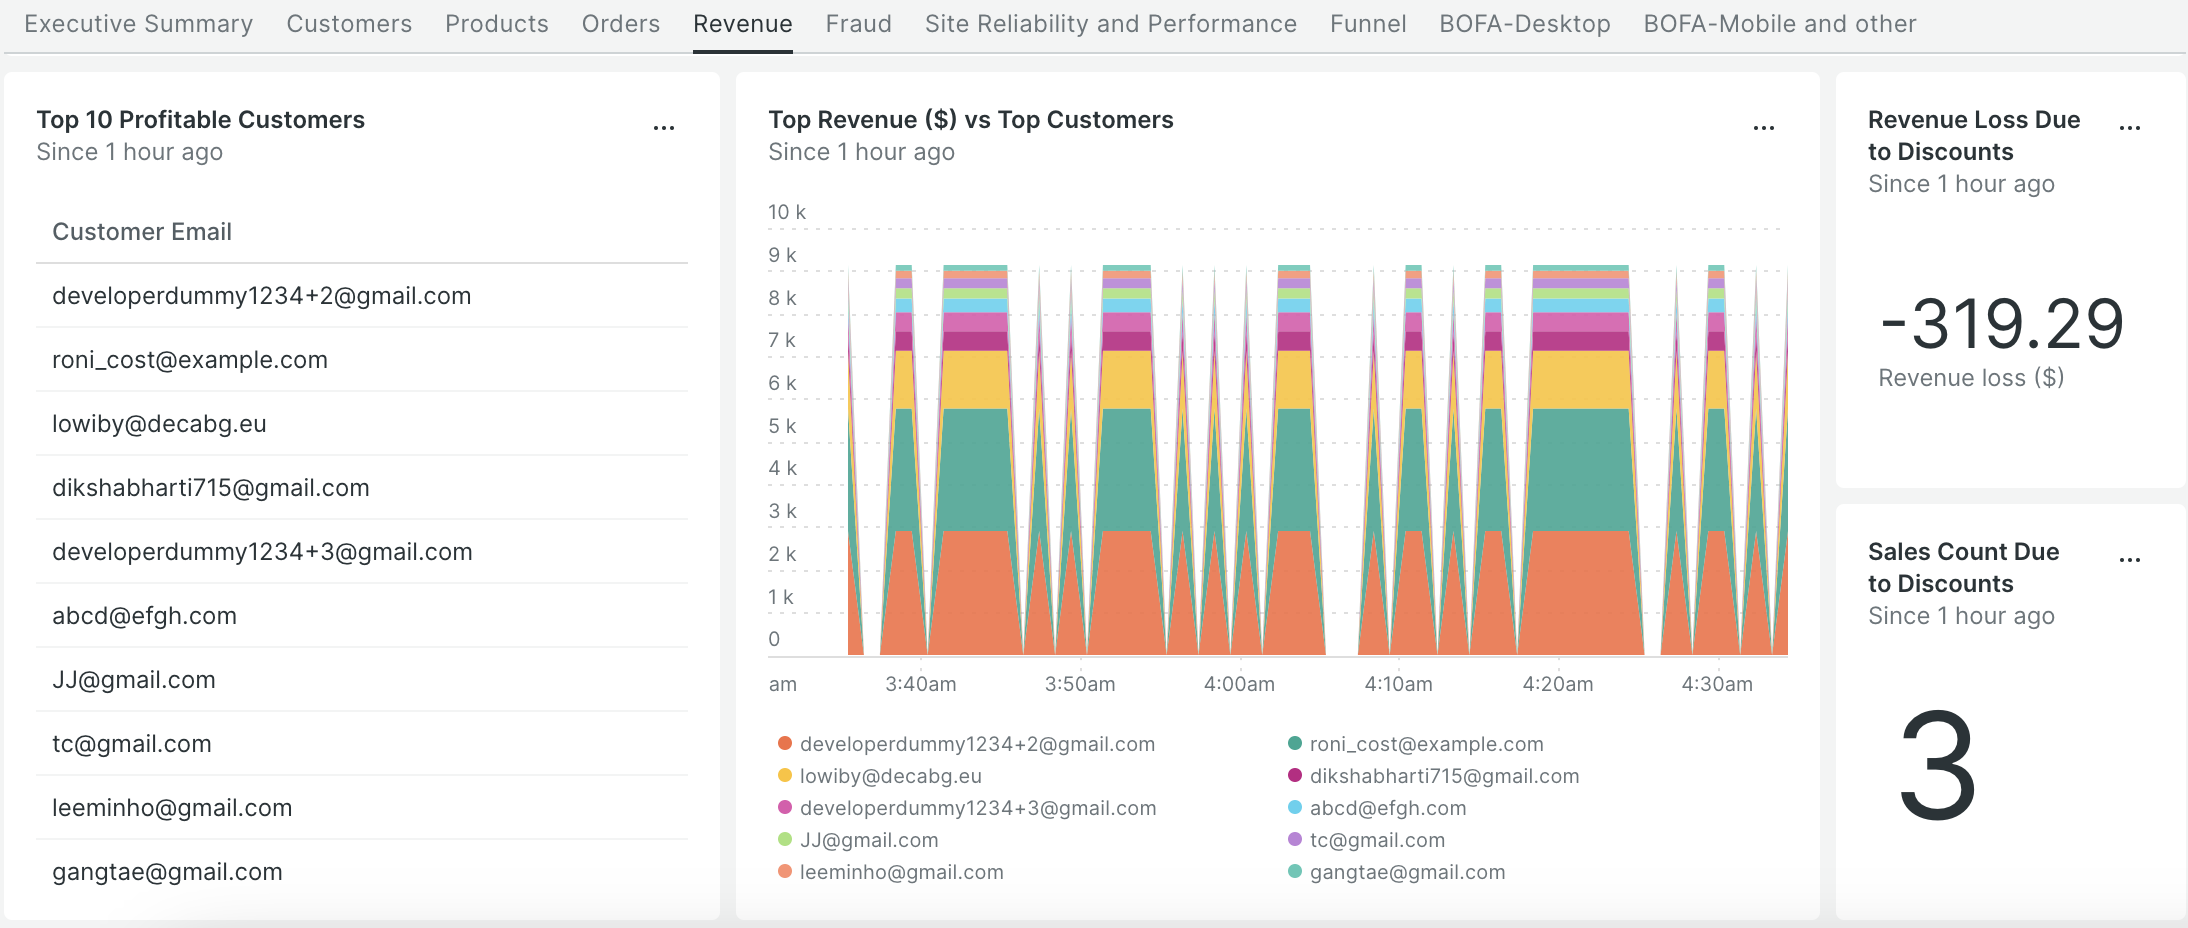 Executive Summary Customers Products Orders Revenue Fraud Site Reliability and Performance Funnel BOFA-Desktop BOFA-Mobile and other
Top 10 Profitable Customers
...
Since 1 hour ago
Customer Email
developerdummy1234+2@gmail.com
roni_cost@example.com
lowiby@decabg.eu
dikshabharti715@gmail.com
developerdummy1234+3@gmail.com
abcd@efgh.com
JJ@gmail.com
tc@gmail.com
leeminho@gmail.com
gangtae@gmail.com
Top Revenue ($) vs Top Customers
...
Since 1 hour ago
10 k
9 k
8 k
7 k
6 k
5 k
4 k
3 k
2 k
1 k
0
am 3:40am 3:50am 4:00am 4:10am 4:20am 4:30am
developerdummy1234+2@gmail.com roni_cost@example.com
lowiby@decabg.eu dikshabharti715@gmail.com
developerdummy1234+3@gmail.com abcd@efgh.com
JJ@gmail.com tc@gmail.com
leeminho@gmail.com gangtae@gmail.com
Revenue Loss Due
...
to Discounts
Since 1 hour ago
-319.29
Revenue loss ($)
Sales Count Due
...
to Discounts
Since 1 hour ago
3